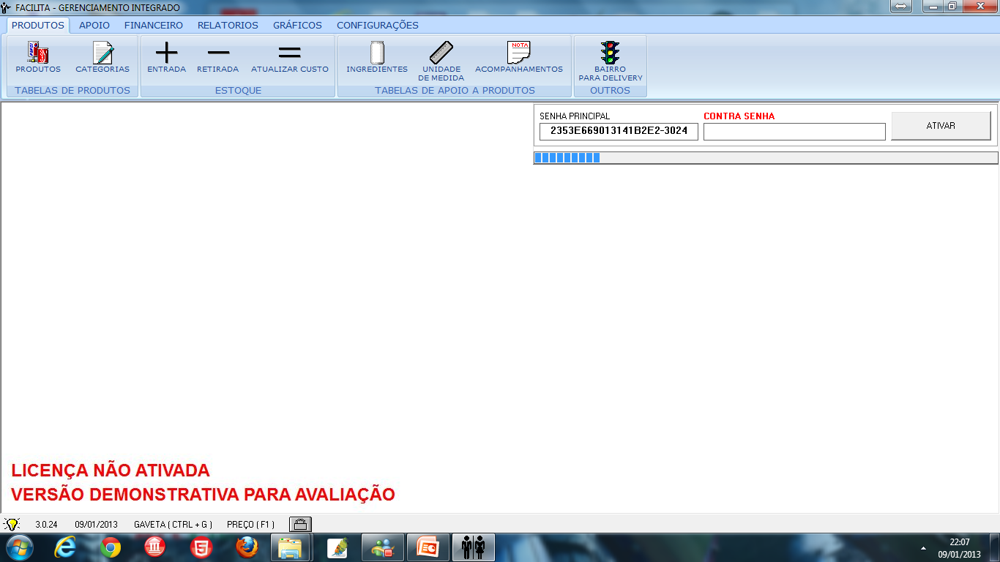 FACILITA - GERENCIAMENTO INTEGRADO
PRODUTOS APOIO FINANCEIRO RELATORIOS GRÁFICOS CONFIGURAÇÕES
PRODUTOS CATEGORIAS ENTRADA RETIRADA ATUALIZAR CUSTO INGREDIENTES UNIDADE DE MEDIDA NOTA ACOMPANHAMENTOS BAIRRO PARA DELIVERY
TABELAS DE PRODUTOS ESTOQUE TABELAS DE APOIO A PRODUTOS OUTROS
SENHA PRINCIPAL CONTRA SENHA
2353E669013141B2E2-3024 ATIVAR
LICENÇA NÃO ATIVADA
VERSÃO DEMONSTRATIVA PARA AVALIAÇÃO
3.0.24 09/01/2013 GAVETA ( CTRL + G ) PREÇO ( F1 )
22:07
09/01/2013